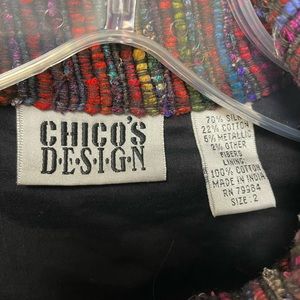 CHICO'S
D·E·S·I·G·N
70% SILK
22% COTTON
6% METALLIC
2% OTHER
FIBERS
LINING:
100% COTTON
MADE IN INDIA
RN 79984
SIZE: 2